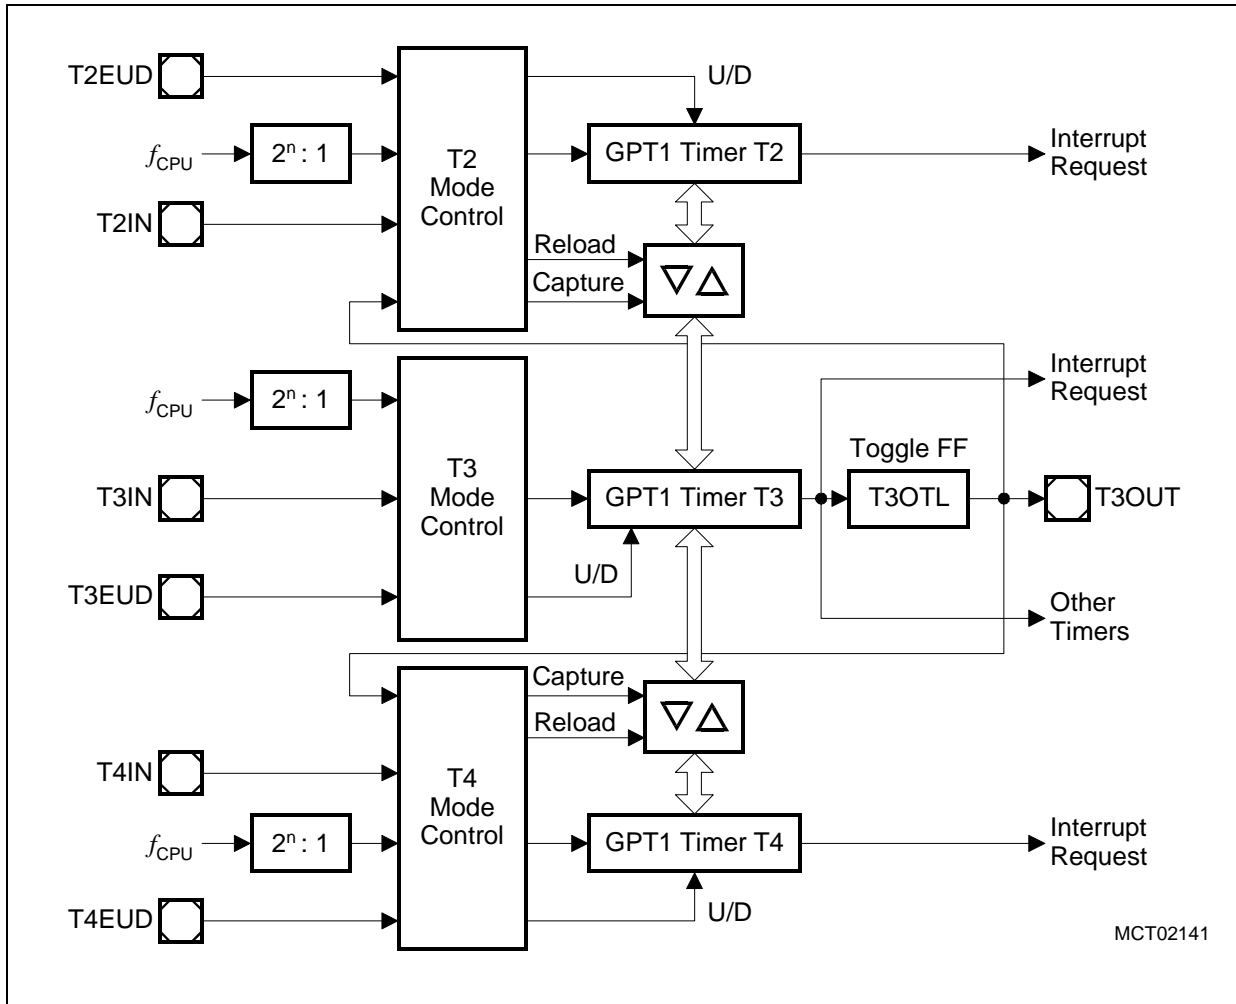 T2EUD
U/D
fCPU
2ⁿ : 1
T2
Mode
Control
GPT1 Timer T2
Interrupt
Request
T2IN
Reload
Capture
fCPU
2ⁿ : 1
Interrupt
Request
T3IN
T3
Mode
Control
GPT1 Timer T3
Toggle FF
T3OTL
T3OUT
T3EUD
U/D
Other
Timers
Capture
Reload
T4IN
T4
Mode
Control
fCPU
2ⁿ : 1
GPT1 Timer T4
Interrupt
Request
T4EUD
U/D
MCT02141